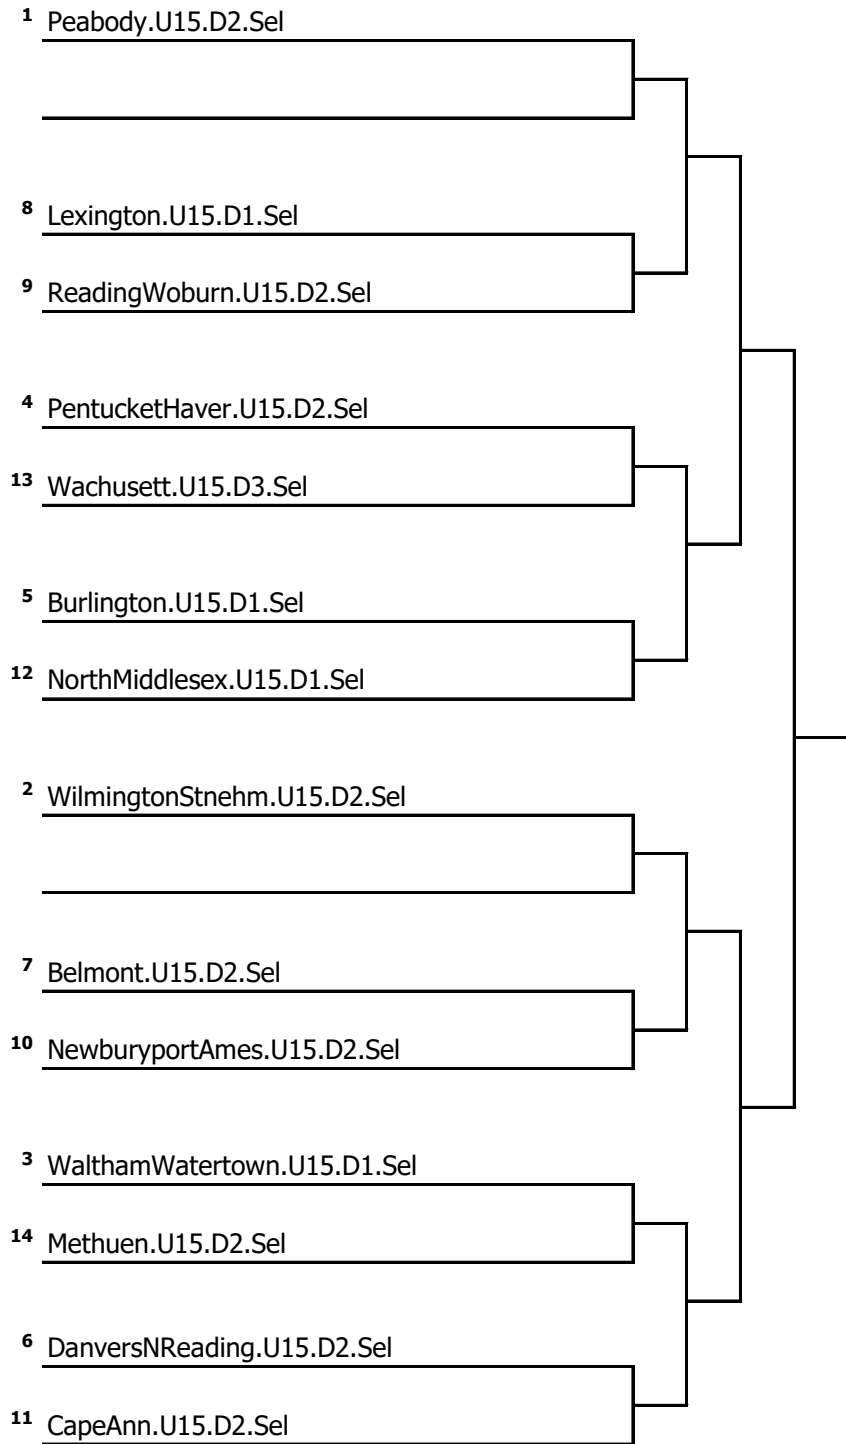 1 Peabody.U15.D2.Sel
8 Lexington.U15.D1.Sel
9 ReadingWoburn.U15.D2.Sel
4 PentucketHaver.U15.D2.Sel
13 Wachusett.U15.D3.Sel
5 Burlington.U15.D1.Sel
12 NorthMiddlesex.U15.D1.Sel
2 WilmingtonStnehm.U15.D2.Sel
7 Belmont.U15.D2.Sel
10 NewburyportAmes.U15.D2.Sel
3 WalthamWatertown.U15.D1.Sel
14 Methuen.U15.D2.Sel
6 DanversNReading.U15.D2.Sel
11 CapeAnn.U15.D2.Sel